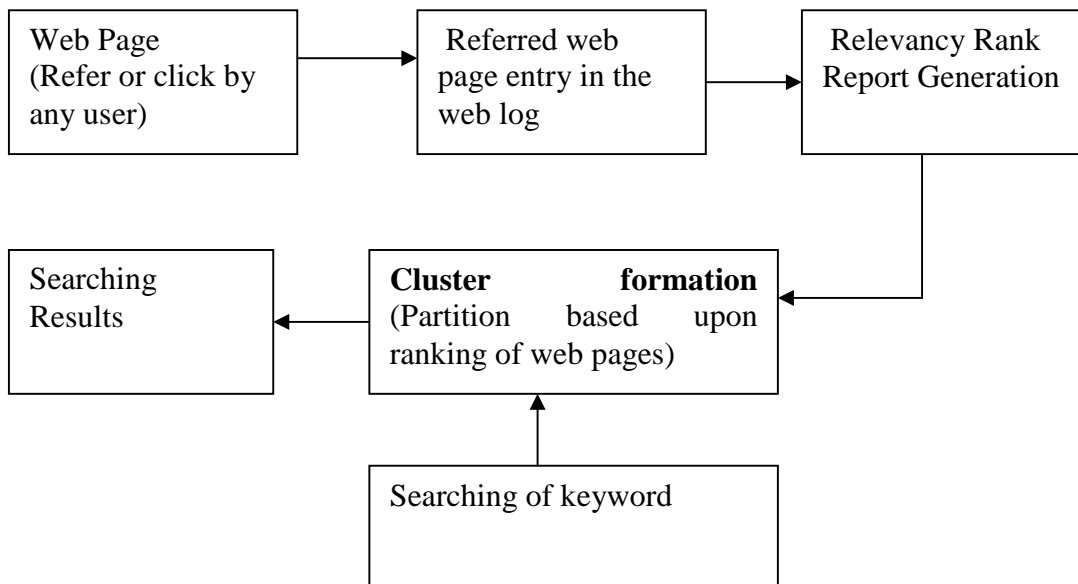 Web Page
(Refer or click by
any user)
Referred web
page entry in the
web log
Relevancy Rank
Report Generation
Searching
Results
Cluster formation
(Partition based upon
ranking of web pages)
Searching of keyword